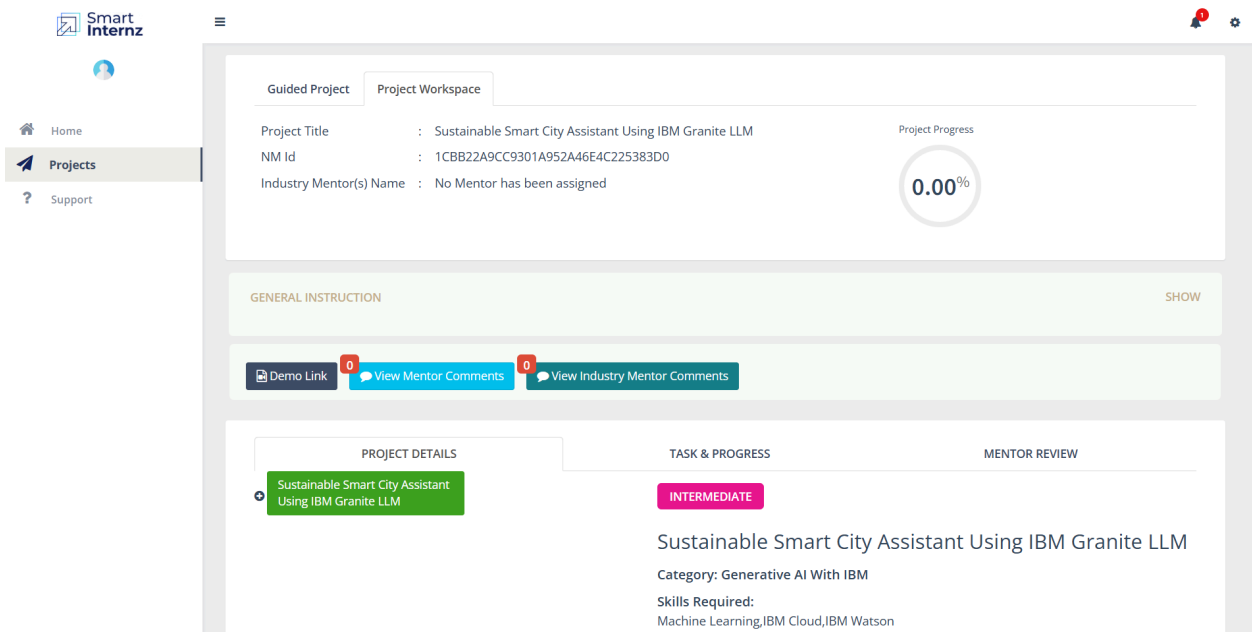 Smart
Internz
1
Home
Projects
? Support
Guided Project Project Workspace
Project Title : Sustainable Smart City Assistant Using IBM Granite LLM
NM Id : 1CBB22A9CC9301A952A46E4C225383D0
Industry Mentor(s) Name : No Mentor has been assigned
Project Progress
0.00%
GENERAL INSTRUCTION SHOW
Demo Link 0 View Mentor Comments 0 View Industry Mentor Comments
PROJECT DETAILS TASK & PROGRESS MENTOR REVIEW
Sustainable Smart City Assistant
Using IBM Granite LLM
INTERMEDIATE
Sustainable Smart City Assistant Using IBM Granite LLM
Category: Generative AI With IBM
Skills Required:
Machine Learning,IBM Cloud,IBM Watson